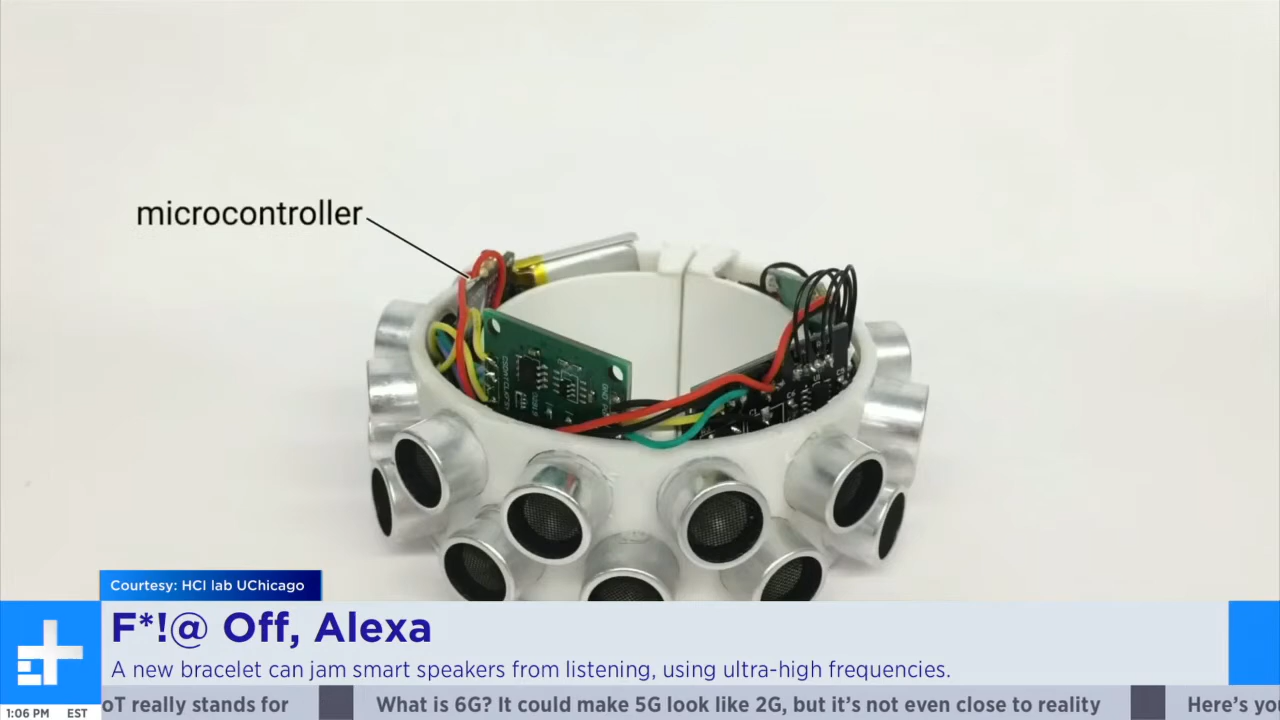 microcontroller
Courtesy: HCI lab UChicago
F*!@ Off, Alexa
A new bracelet can jam smart speakers from listening, using ultra-high frequencies.
oT really stands for What is 6G? It could make 5G look like 2G, but it's not even close to reality Here's yo
1:06 PM EST